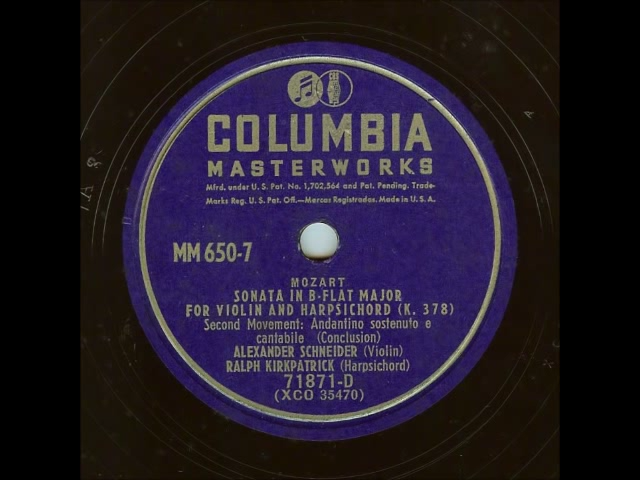 COLUMBIA
MASTERWORKS
Mfrd. under U. S. Pat. No. 1,702,564 and Pat. Pending. Trade-
Marks Reg. U. S. Pat. Off.—Marcas Registradas. Made in U. S. A.
MM 650-7
MOZART
SONATA IN B-FLAT MAJOR
FOR VIOLIN AND HARPSICHORD (K. 378)
Second Movement: Andantino sostenuto e
cantabile (Conclusion)
ALEXANDER SCHNEIDER (Violin)
RALPH KIRKPATRICK (Harpsichord)
71871-D
(XCO 35470)